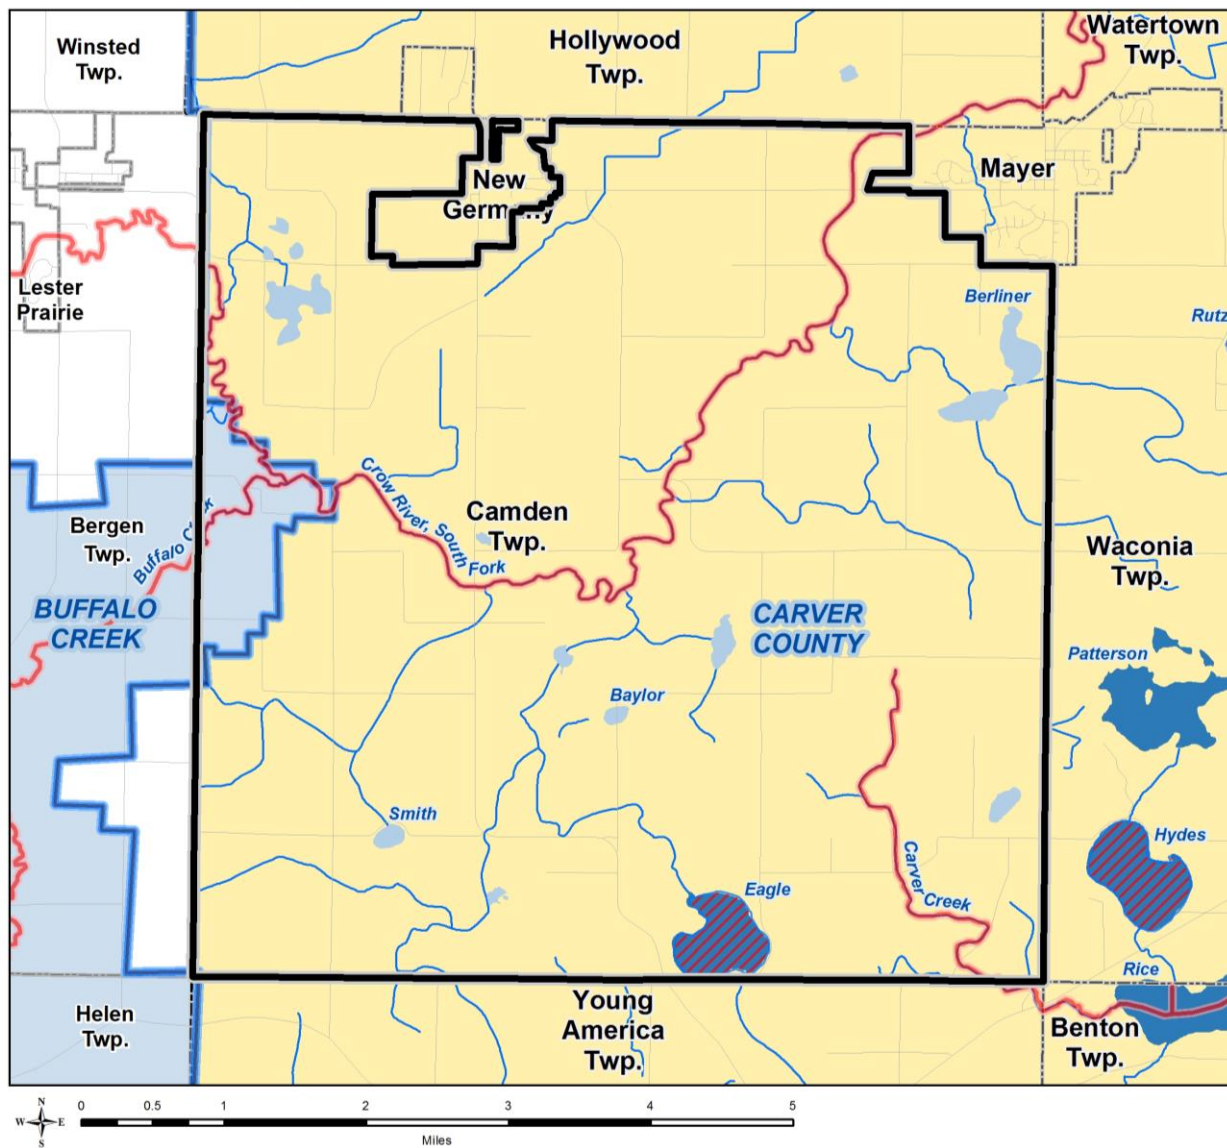 Winsted
Twp.
Hollywood
Twp.
Watertown
Twp.
New
Germany
Mayer
Lester
Prairie
Berliner
Rutz
Bergen
Twp.
Buffalo Creek
Crow River, South Fork
Camden
Twp.
Waconia
Twp.
BUFFALO
CREEK
CARVER
COUNTY
Patterson
Baylor
Smith
Hydes
Eagle
Carver Creek
Rice
Helen
Twp.
Young
America
Twp.
Benton
Twp.
N
W E
S
0 0.5 1 2 3 4 5
Miles